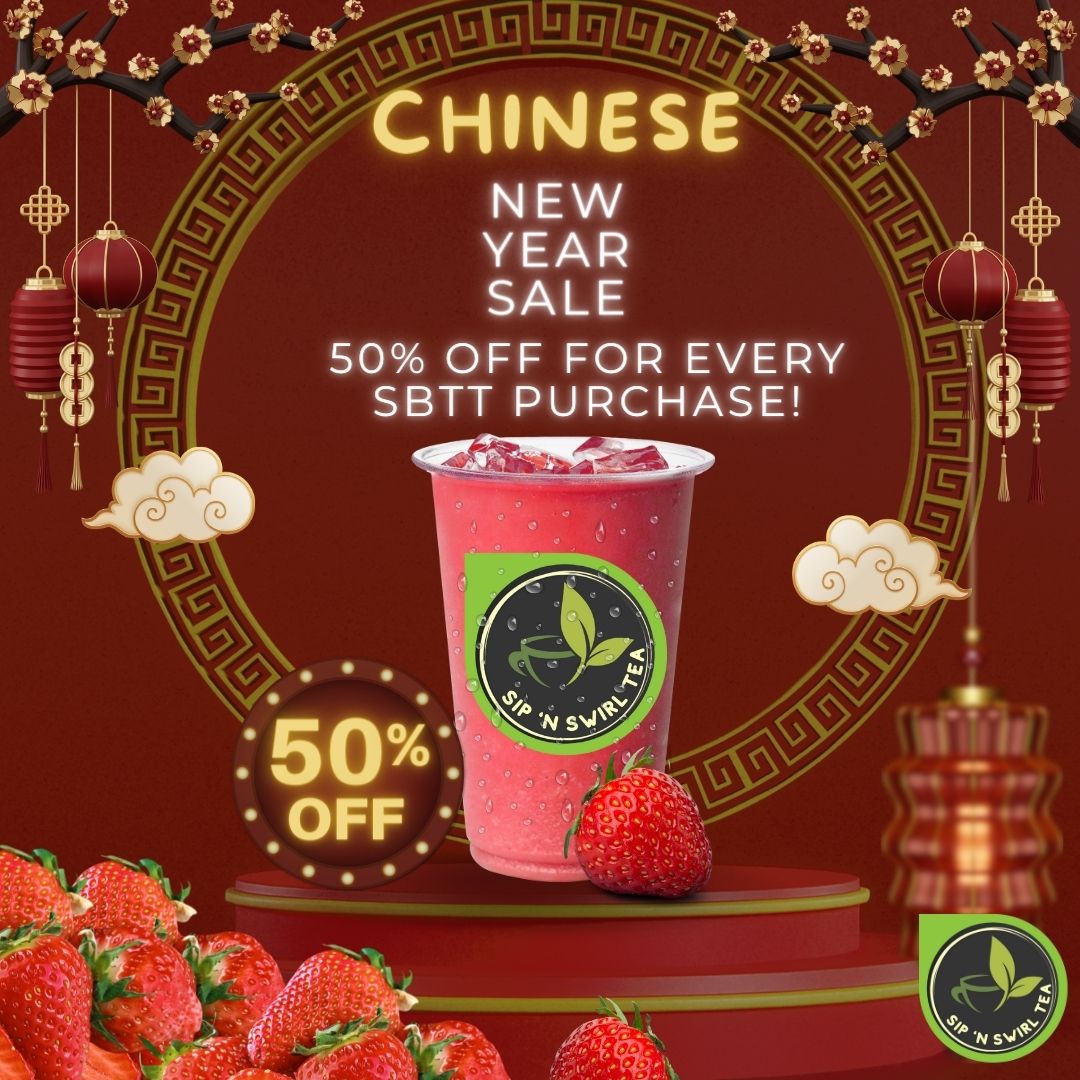 CHINESE
NEW
YEAR
SALE
50% OFF FOR EVERY
SBTT PURCHASE!
SIP 'N SWIRL TEA
50%
OFF
SIP 'N SWIRL TEA